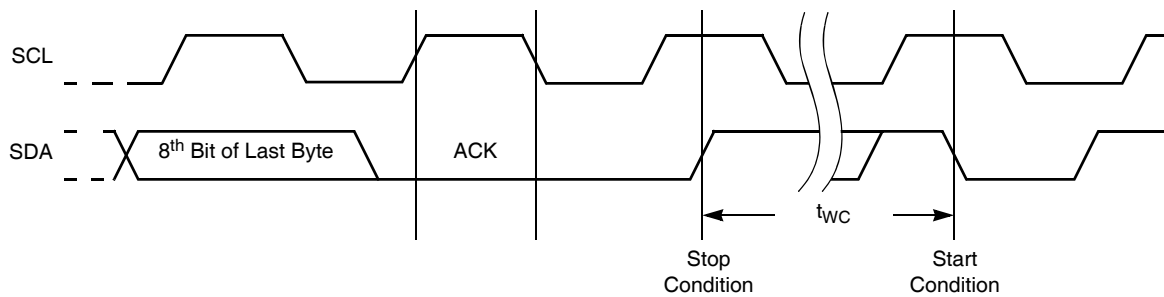 SCL
SDA
8th Bit of Last Byte
ACK
tWC
Stop
Condition
Start
Condition